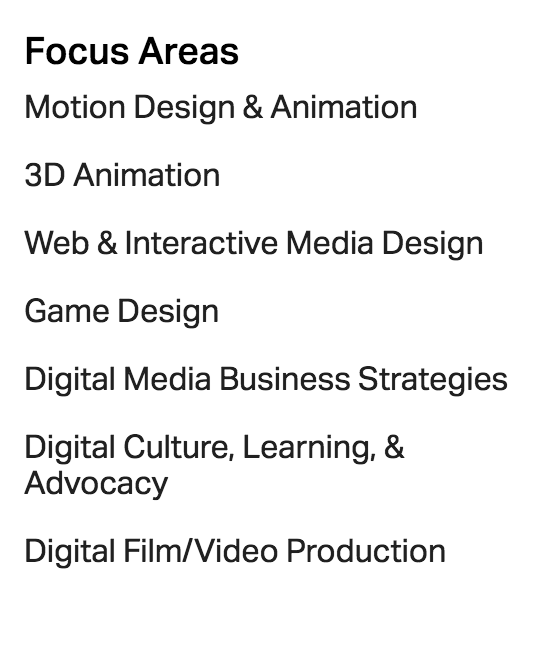 Focus Areas
Motion Design & Animation
3D Animation
Web & Interactive Media Design
Game Design
Digital Media Business Strategies
Digital Culture, Learning, &
Advocacy
Digital Film/Video Production